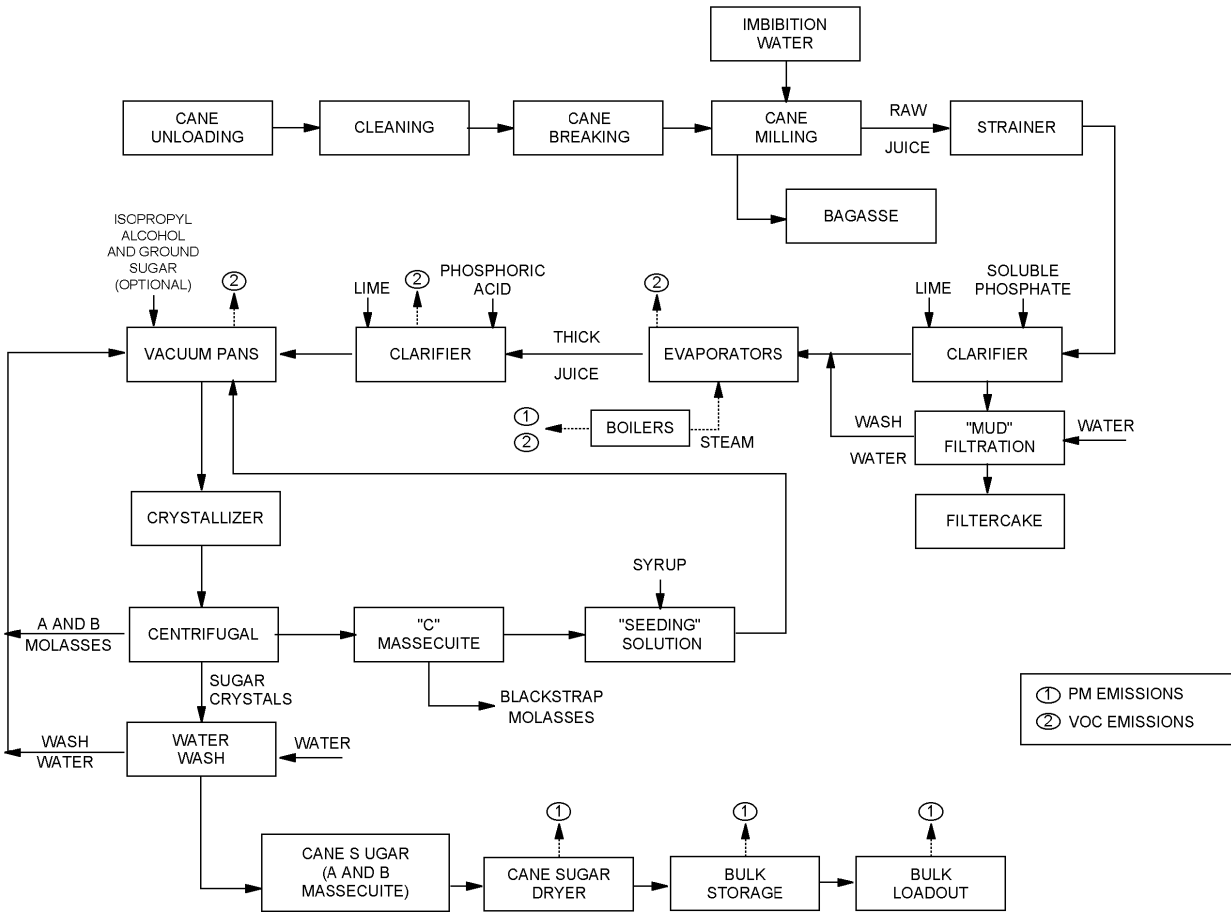 IMBIBITION
WATER
CANE
UNLOADING
CLEANING
CANE
BREAKING
CANE
MILLING
RAW
JUICE
STRAINER
BAGASSE
ISOPROPYL
ALCOHOL
AND GROUND
SUGAR
(OPTIONAL)
2
LIME
2
PHOSPHORIC
ACID
2
LIME
SOLUBLE
PHOSPHATE
VACUUM PANS
CLARIFIER
THICK
JUICE
EVAPORATORS
CLARIFIER
1
2
BOILERS
STEAM
WASH
WATER
"MUD"
FILTRATION
WATER
FILTERCAKE
CRYSTALLIZER
SYRUP
A AND B
MOLASSES
CENTRIFUGAL
"C"
MASSECUITE
"SEEDING"
SOLUTION
SUGAR
CRYSTALS
BLACKSTRAP
MOLASSES
1 PM EMISSIONS
2 VOC EMISSIONS
WASH
WATER
WATER
WASH
WATER
1
1
1
CANE S UGAR
(A AND B
MASSECUITE)
CANE SUGAR
DRYER
BULK
STORAGE
BULK
LOADOUT